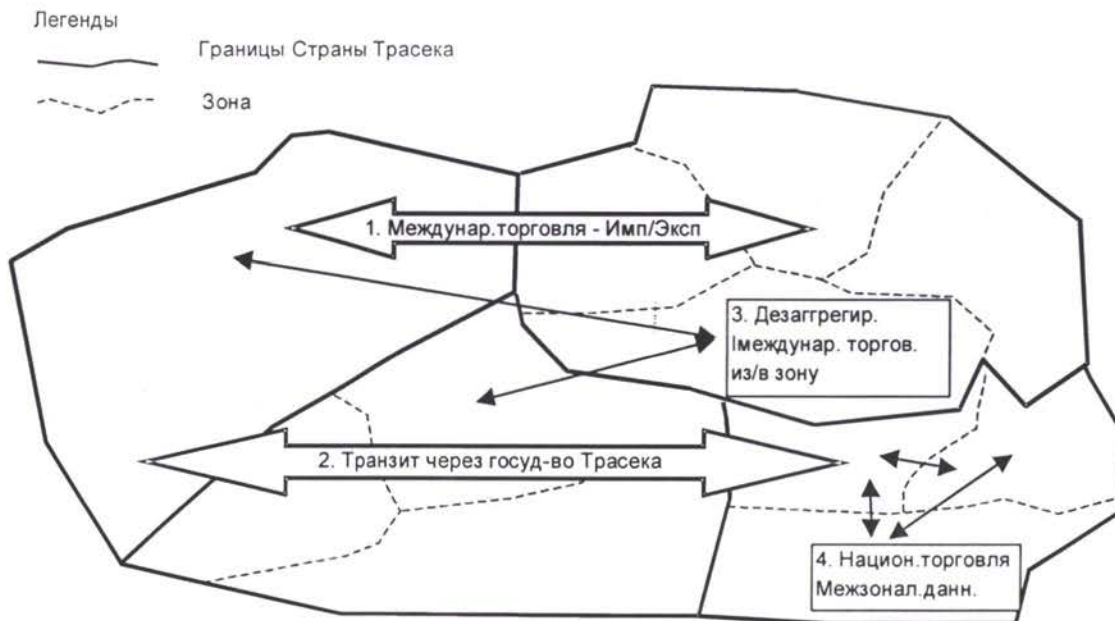 Легенды
Границы Страны Трасека
Зона
1. Междунар.торговля - Имп/Эксп
3. Дезаггрегир.
Iмеждунар. торгов.
из/в зону
2. Транзит через госуд-во Трасека
4. Национ.торговля
Межзонал.данн.